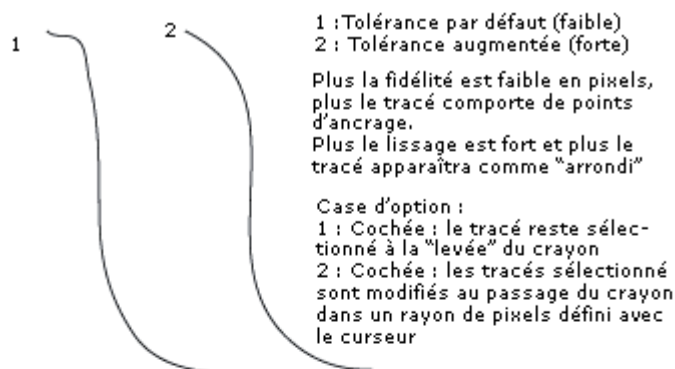 1
2
1 :Tolérance par défaut (faible)
2 : Tolérance augmentée (forte)
Plus la fidélité est faible en pixels,
plus le tracé comporte de points
d'ancrage.
Plus le lissage est fort et plus le
tracé apparaîtra comme "arrondi"
Case d'option :
1 : Cochée : le tracé reste sélec-
tionné à la "levée" du crayon
2 : Cochée : les tracés sélectionné
sont modifiés au passage du crayon
dans un rayon de pixels défini avec
le curseur